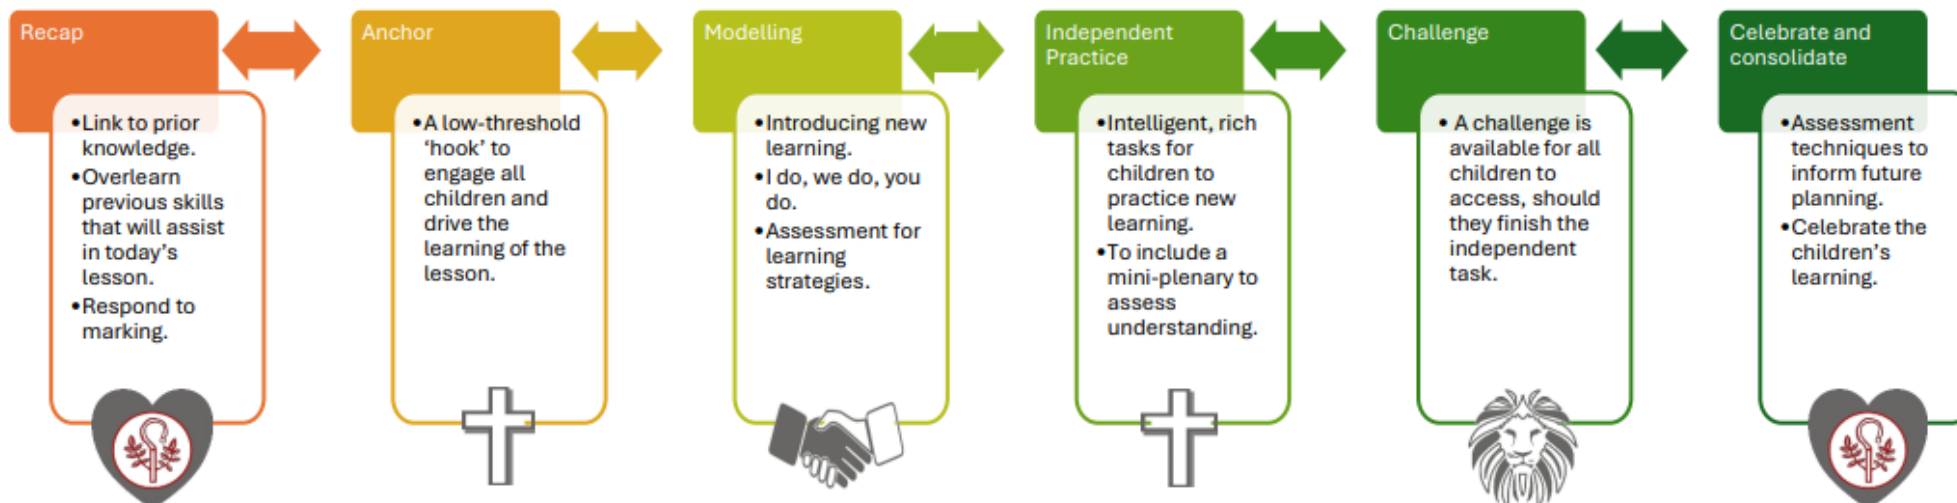 Recap
•Link to prior
knowledge.
•Overlearn
previous skills
that will assist
in today's
lesson.
•Respond to
marking.
Anchor
•A low-threshold
'hook' to
engage all
children and
drive the
learning of the
lesson.
Modelling
•Introducing new
learning.
•I do, we do, you
do.
•Assessment for
learning
strategies.
Independent
Practice
•Intelligent, rich
tasks for
children to
practice new
learning.
•To include a
mini-plenary to
assess
understanding.
Challenge
• A challenge is
available for all
children to
access, should
they finish the
independent
task.
Celebrate and
consolidate
•Assessment
techniques to
inform future
planning.
•Celebrate the
children's
learning.